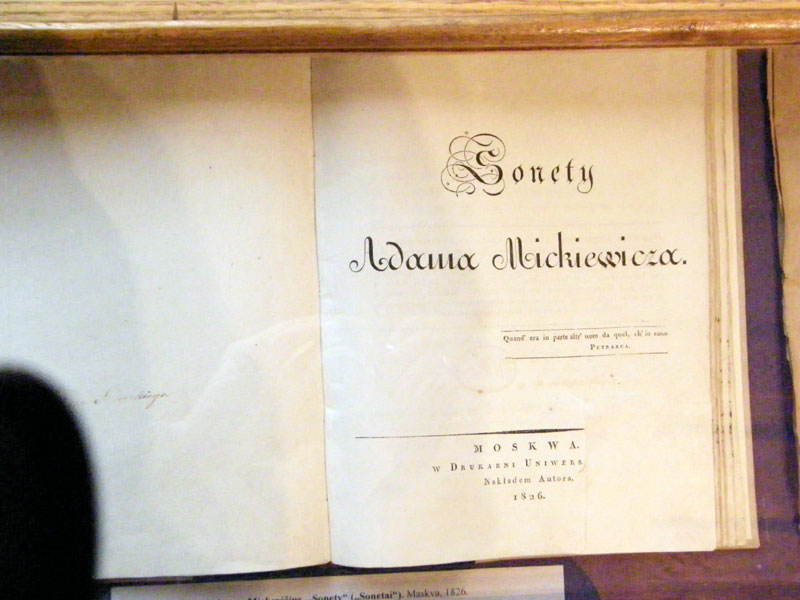 Sonety
Adama Mickiewicza.
Quand' era in parte altr' uom da quel, ch' io sono
Petrarca.
MOSKWA.
w Drukarni Uniwers
Nakładem Autora.
1826.
„Sonety“ („Sonetai“). Maskva, 1826.